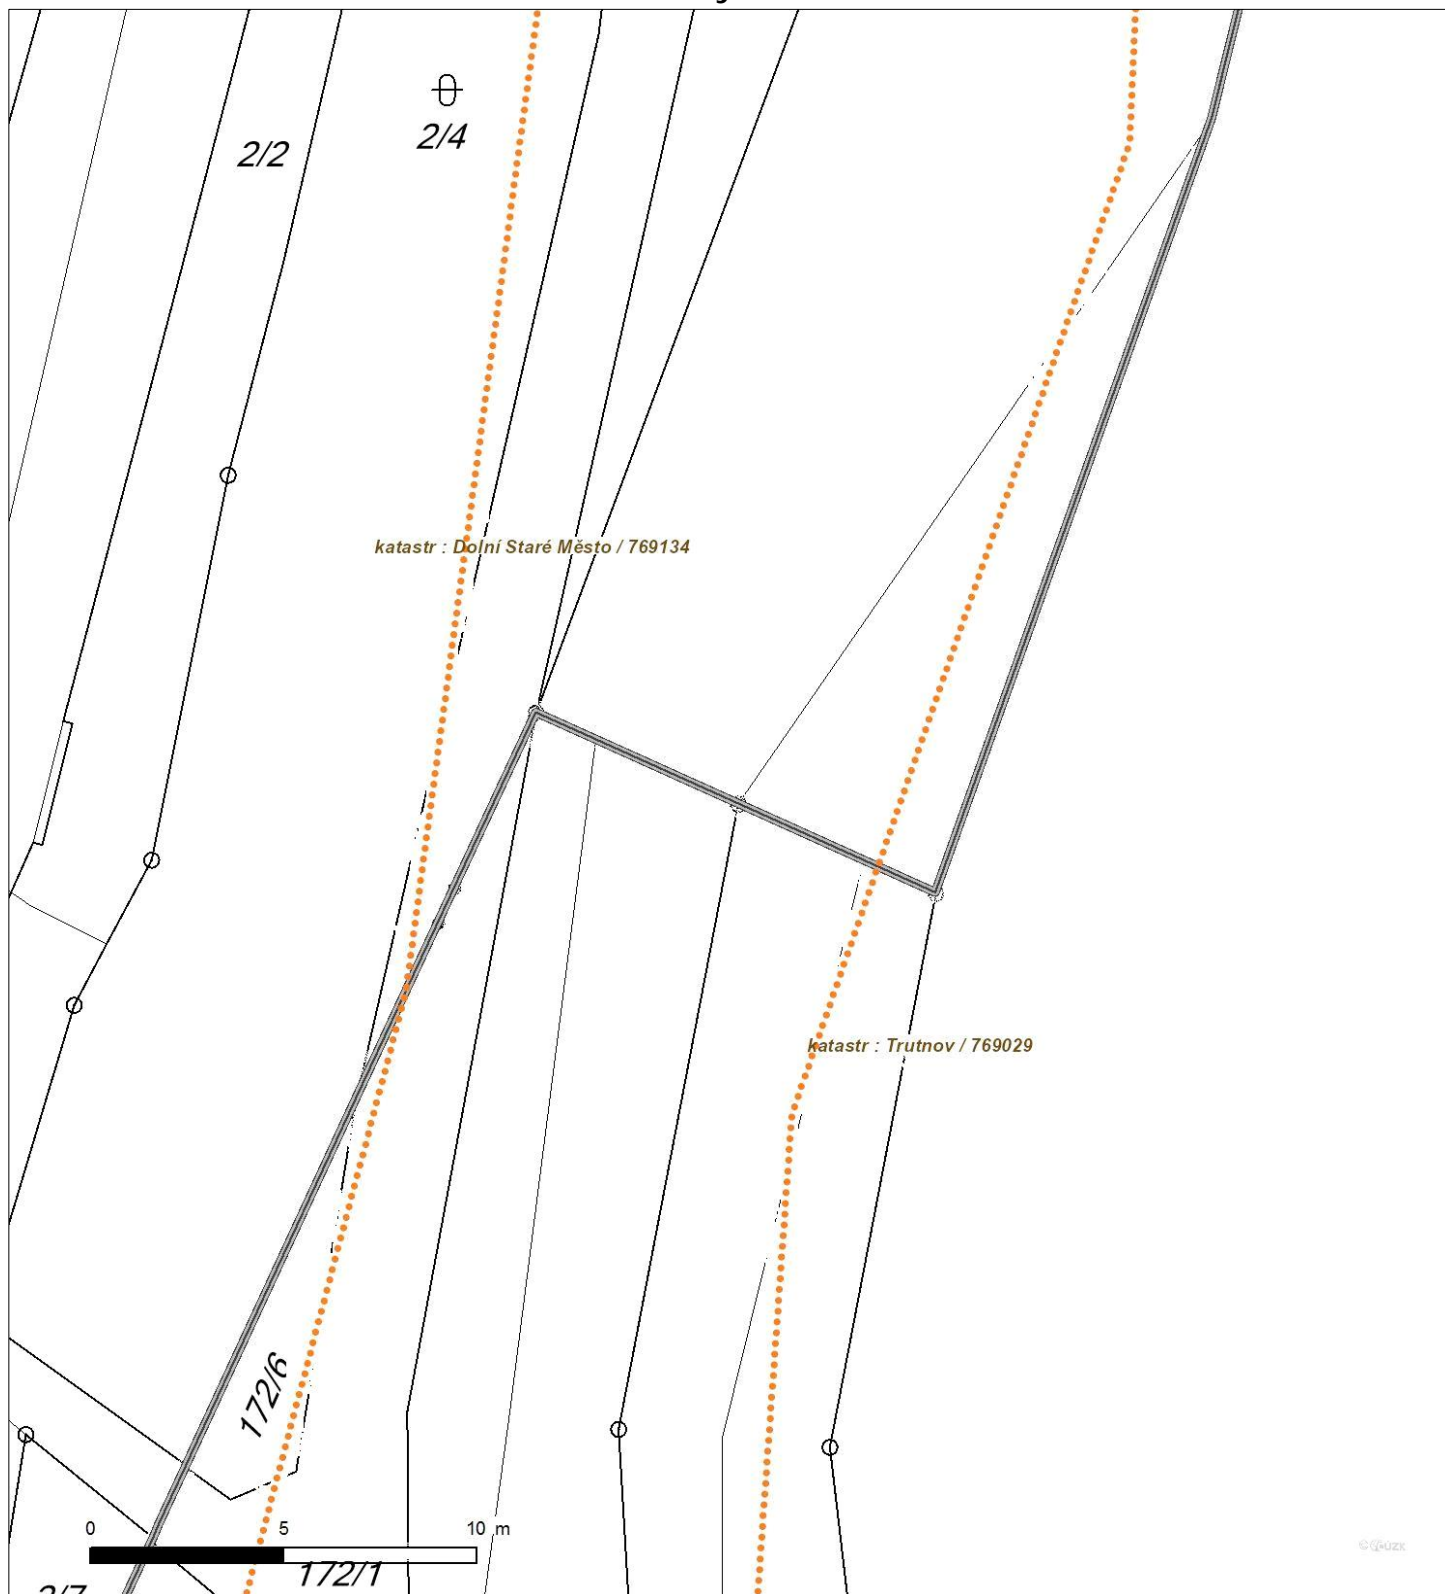 2/4
2/2
katastr : Dolní Staré Město / 769134
katastr : Trutnov / 769029
172/6
0 5 10 m
172/1